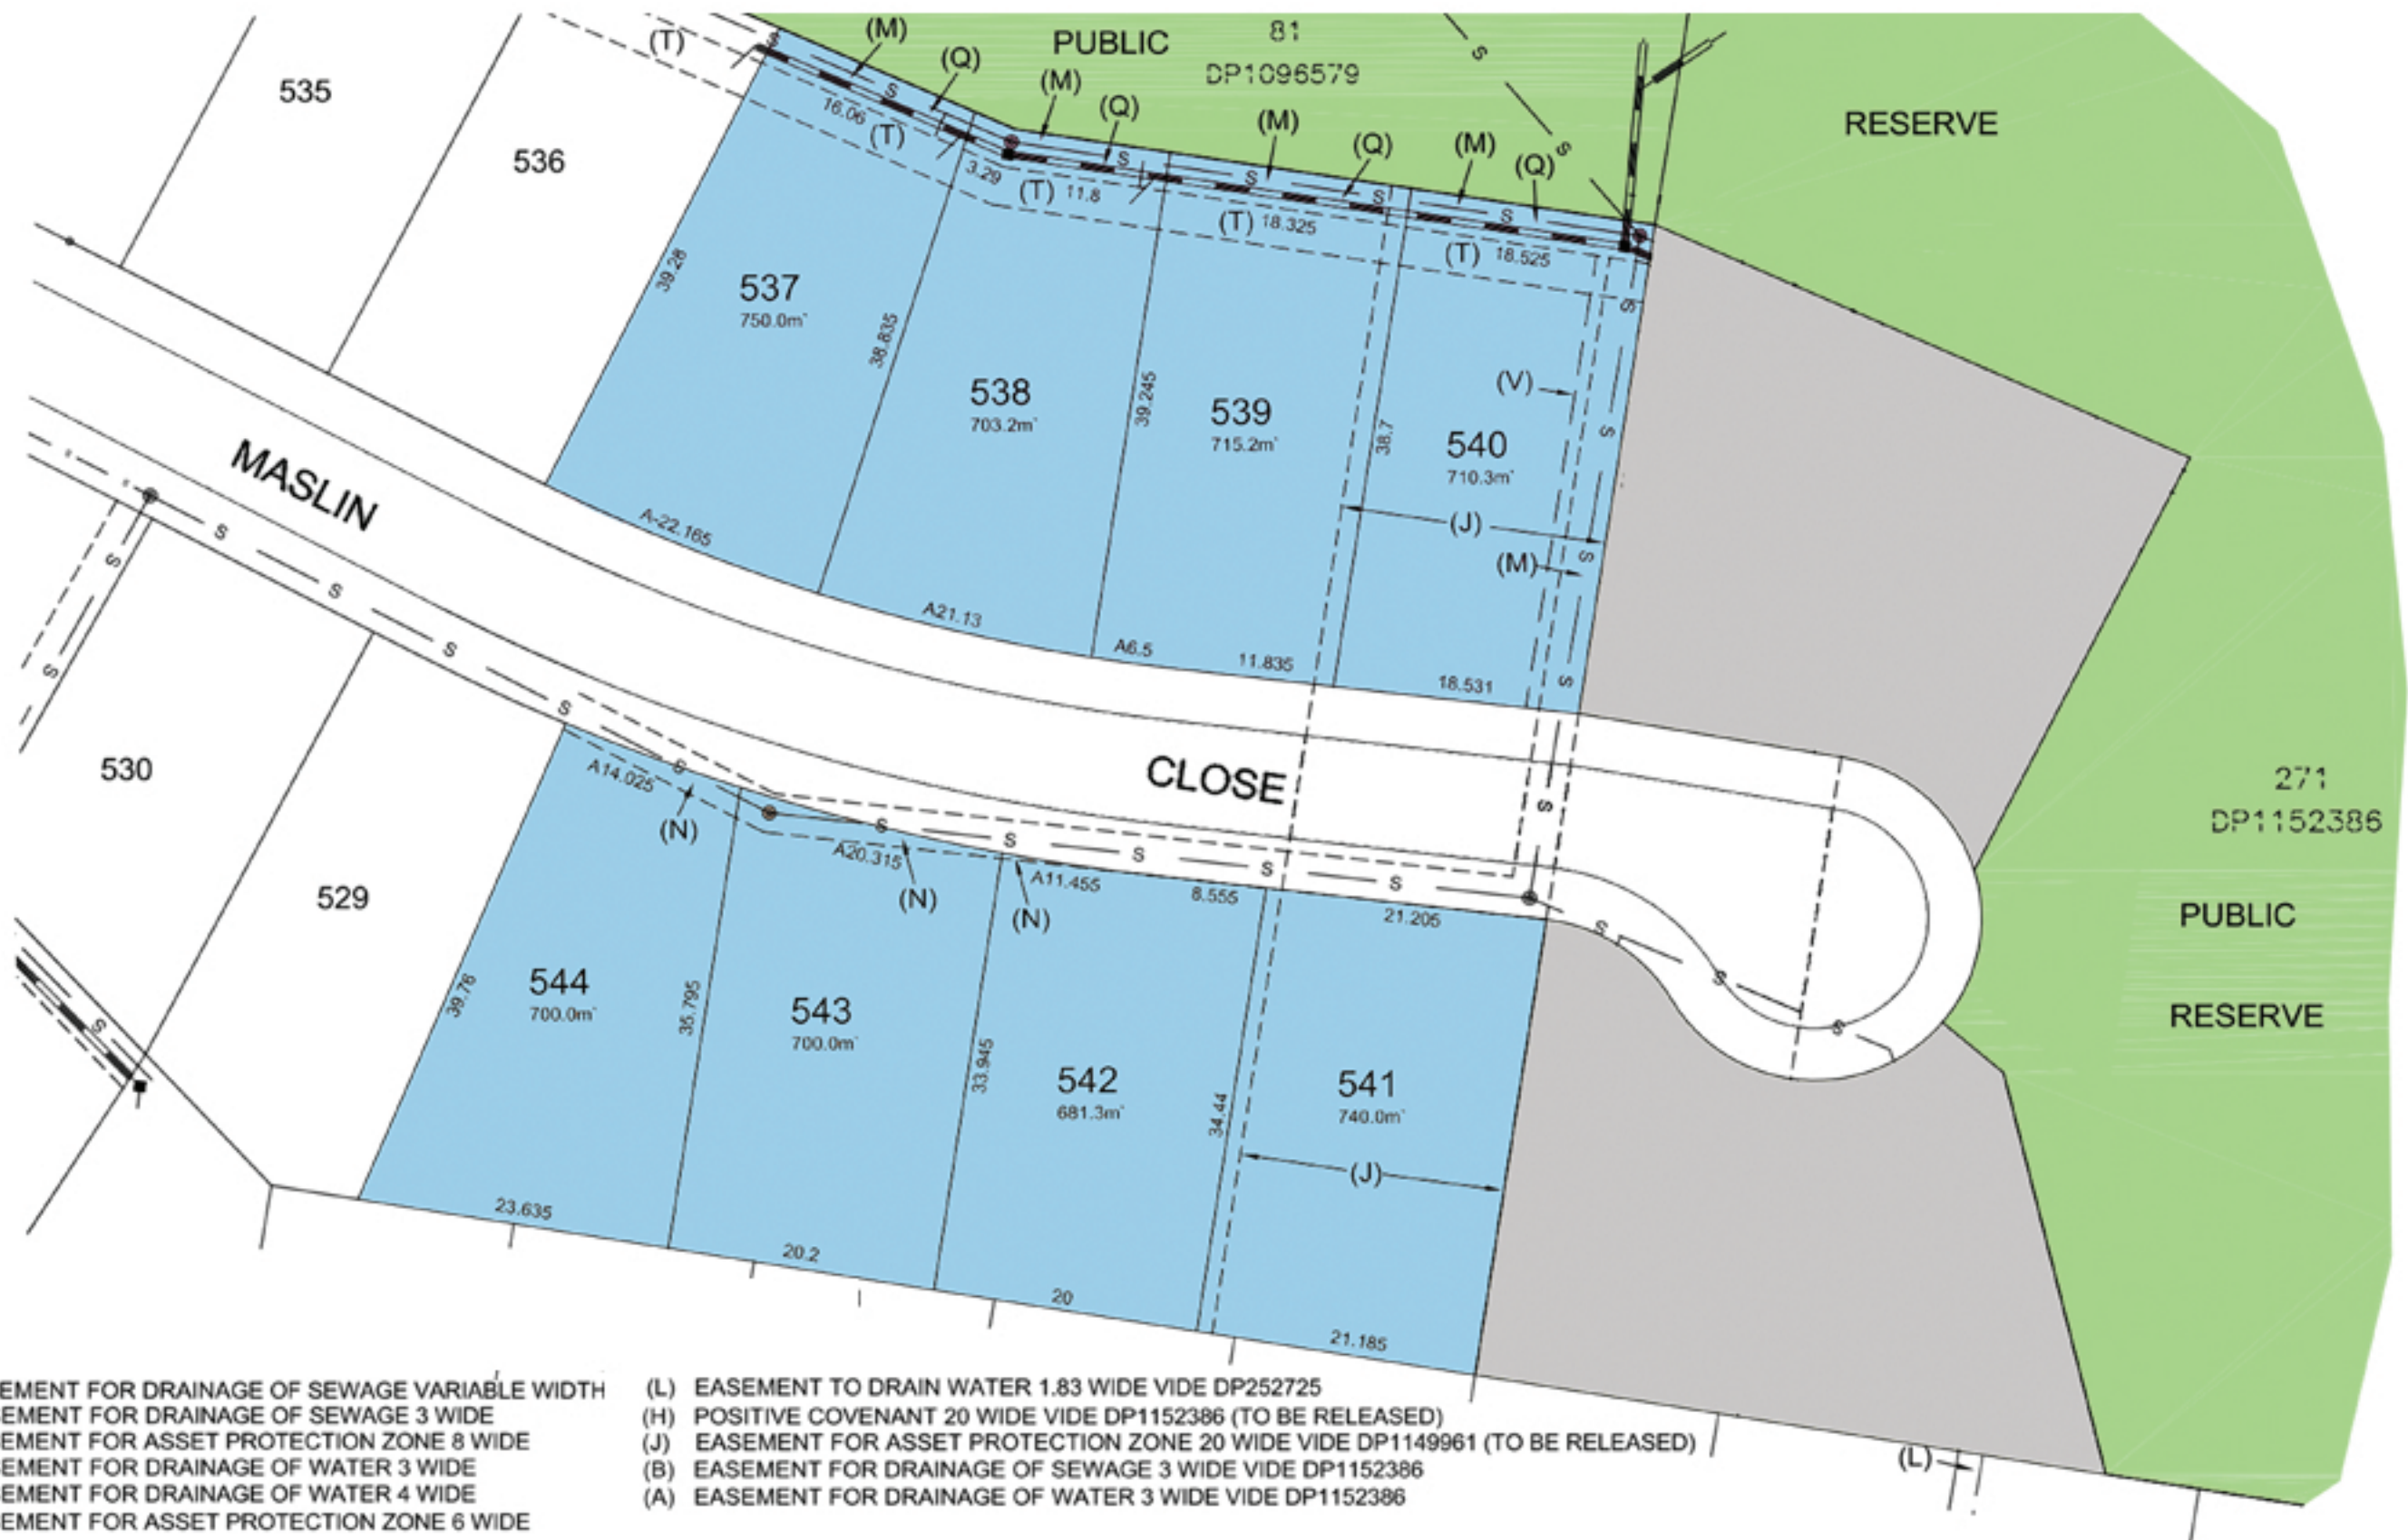 (M)
PUBLIC
81
DP1096579
(T)
535
(Q)
(M)
(Q)
(M)
(Q)
(M)
(Q)
RESERVE
S
S
S
S
S
S
S
S
16.06
(T)
536
3.29
(T)
11.8
(T)
18.325
(T)
18.525
39.28
537
750.0m²
38.835
538
703.2m²
39.245
539
715.2m²
38.7
540
710.3m²
(V)
S
S
(J)
(M)
S
S
MASLIN
A-22.165
A21.13
A6.5
11.835
18.531
S
S
S
S
S
S
530
529
CLOSE
S
A14.025
(N)
S
S
A20.315
(N)
S
A11.455
(N)
S
8.555
S
S
21.205
S
S
S
271
DP1152386
PUBLIC
RESERVE
39.76
544
700.0m²
35.795
543
700.0m²
33.945
542
681.3m²
34.44
541
740.0m²
(J)
S
23.635
20.2
20
21.185
EMENT FOR DRAINAGE OF SEWAGE VARIABLE WIDTH
EMENT FOR DRAINAGE OF SEWAGE 3 WIDE
EMENT FOR ASSET PROTECTION ZONE 8 WIDE
EMENT FOR DRAINAGE OF WATER 3 WIDE
EMENT FOR DRAINAGE OF WATER 4 WIDE
EMENT FOR ASSET PROTECTION ZONE 6 WIDE
(L) EASEMENT TO DRAIN WATER 1.83 WIDE VIDE DP252725
(H) POSITIVE COVENANT 20 WIDE VIDE DP1152386 (TO BE RELEASED)
(J) EASEMENT FOR ASSET PROTECTION ZONE 20 WIDE VIDE DP1149961 (TO BE RELEASED)
(B) EASEMENT FOR DRAINAGE OF SEWAGE 3 WIDE VIDE DP1152386
(A) EASEMENT FOR DRAINAGE OF WATER 3 WIDE VIDE DP1152386
(L)